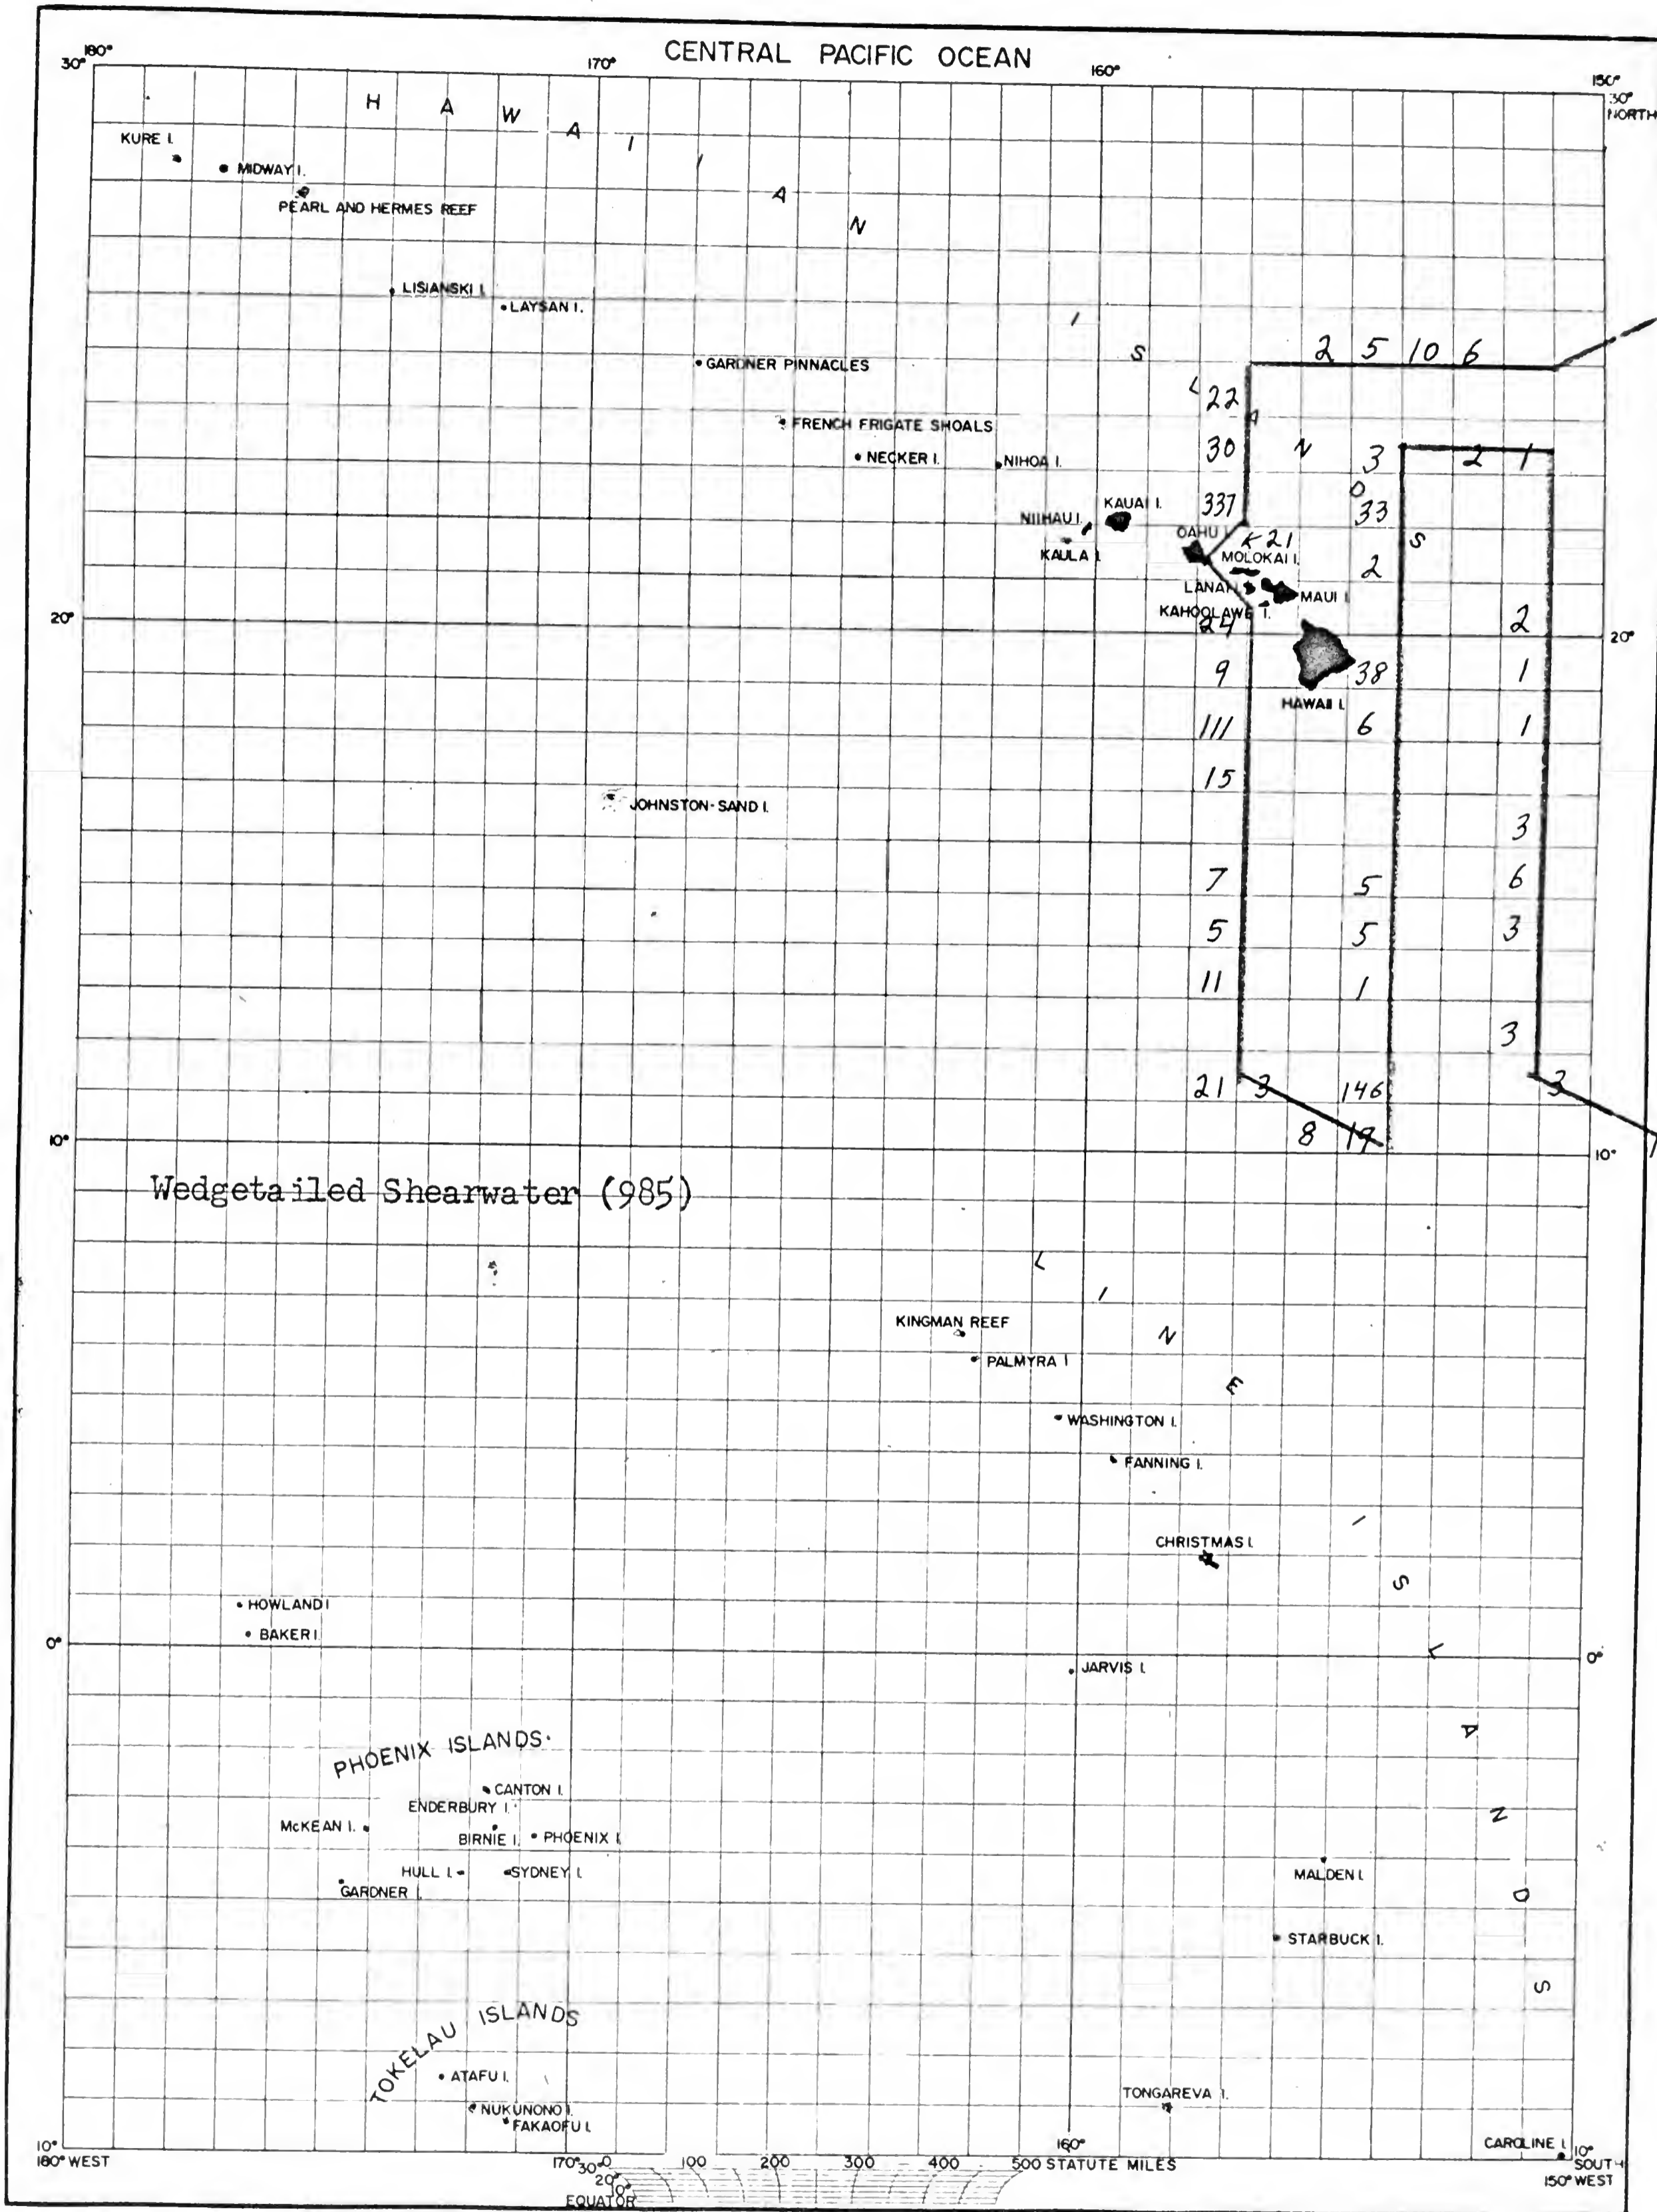 CENTRAL PACIFIC OCEAN
180° 170° 160° 150°
30° 30°
NORTH
H A W A I I A N I S L A N D S
KURE I.
MIDWAY I.
PEARL AND HERMES REEF
LISIANSKI I.
LAYSAN I.
GARDNER PINNACLES
2 5 10 6
22
FRENCH FRIGATE SHOALS
NECKER I.
NIHOA I.
30 3 2 1
KAUAI I.
337 33
NIIHAU I.
OAHU I.
21
KAULA I.
MOLOKAI I.
2
LANAI I.
MAUI I.
KAHOOLAWE I.
24 2
20° 20°
9 38 1
HAWAII I.
111 6 1
15
JOHNSTON-SAND I.
3
7 5 6
5 5 3
11 1
3
21 3 146 3
8 19
10° 10°
Wedgetailed Shearwater (985)
L I N E I S L A N D S
KINGMAN REEF
PALMYRA I.
WASHINGTON I.
FANNING I.
CHRISTMAS I.
HOWLAND I
BAKER I.
0° 0°
JARVIS I.
PHOENIX ISLANDS
CANTON I.
ENDERBURY I.
McKEAN I.
BIRNIE I.
PHOENIX I.
HULL I.
SYDNEY I.
GARDNER I.
MALDEN I.
STARBUCK I.
TOKELAU ISLANDS
ATAFU I.
NUKUNONO I.
FAKAOFU I.
TONGAREVA I.
CAROLINE I.
10° 10°
SOUTH
180° WEST 170° 160° 150° WEST
30° 0 100 200 300 400 500 STATUTE MILES
20°
10°
EQUATOR